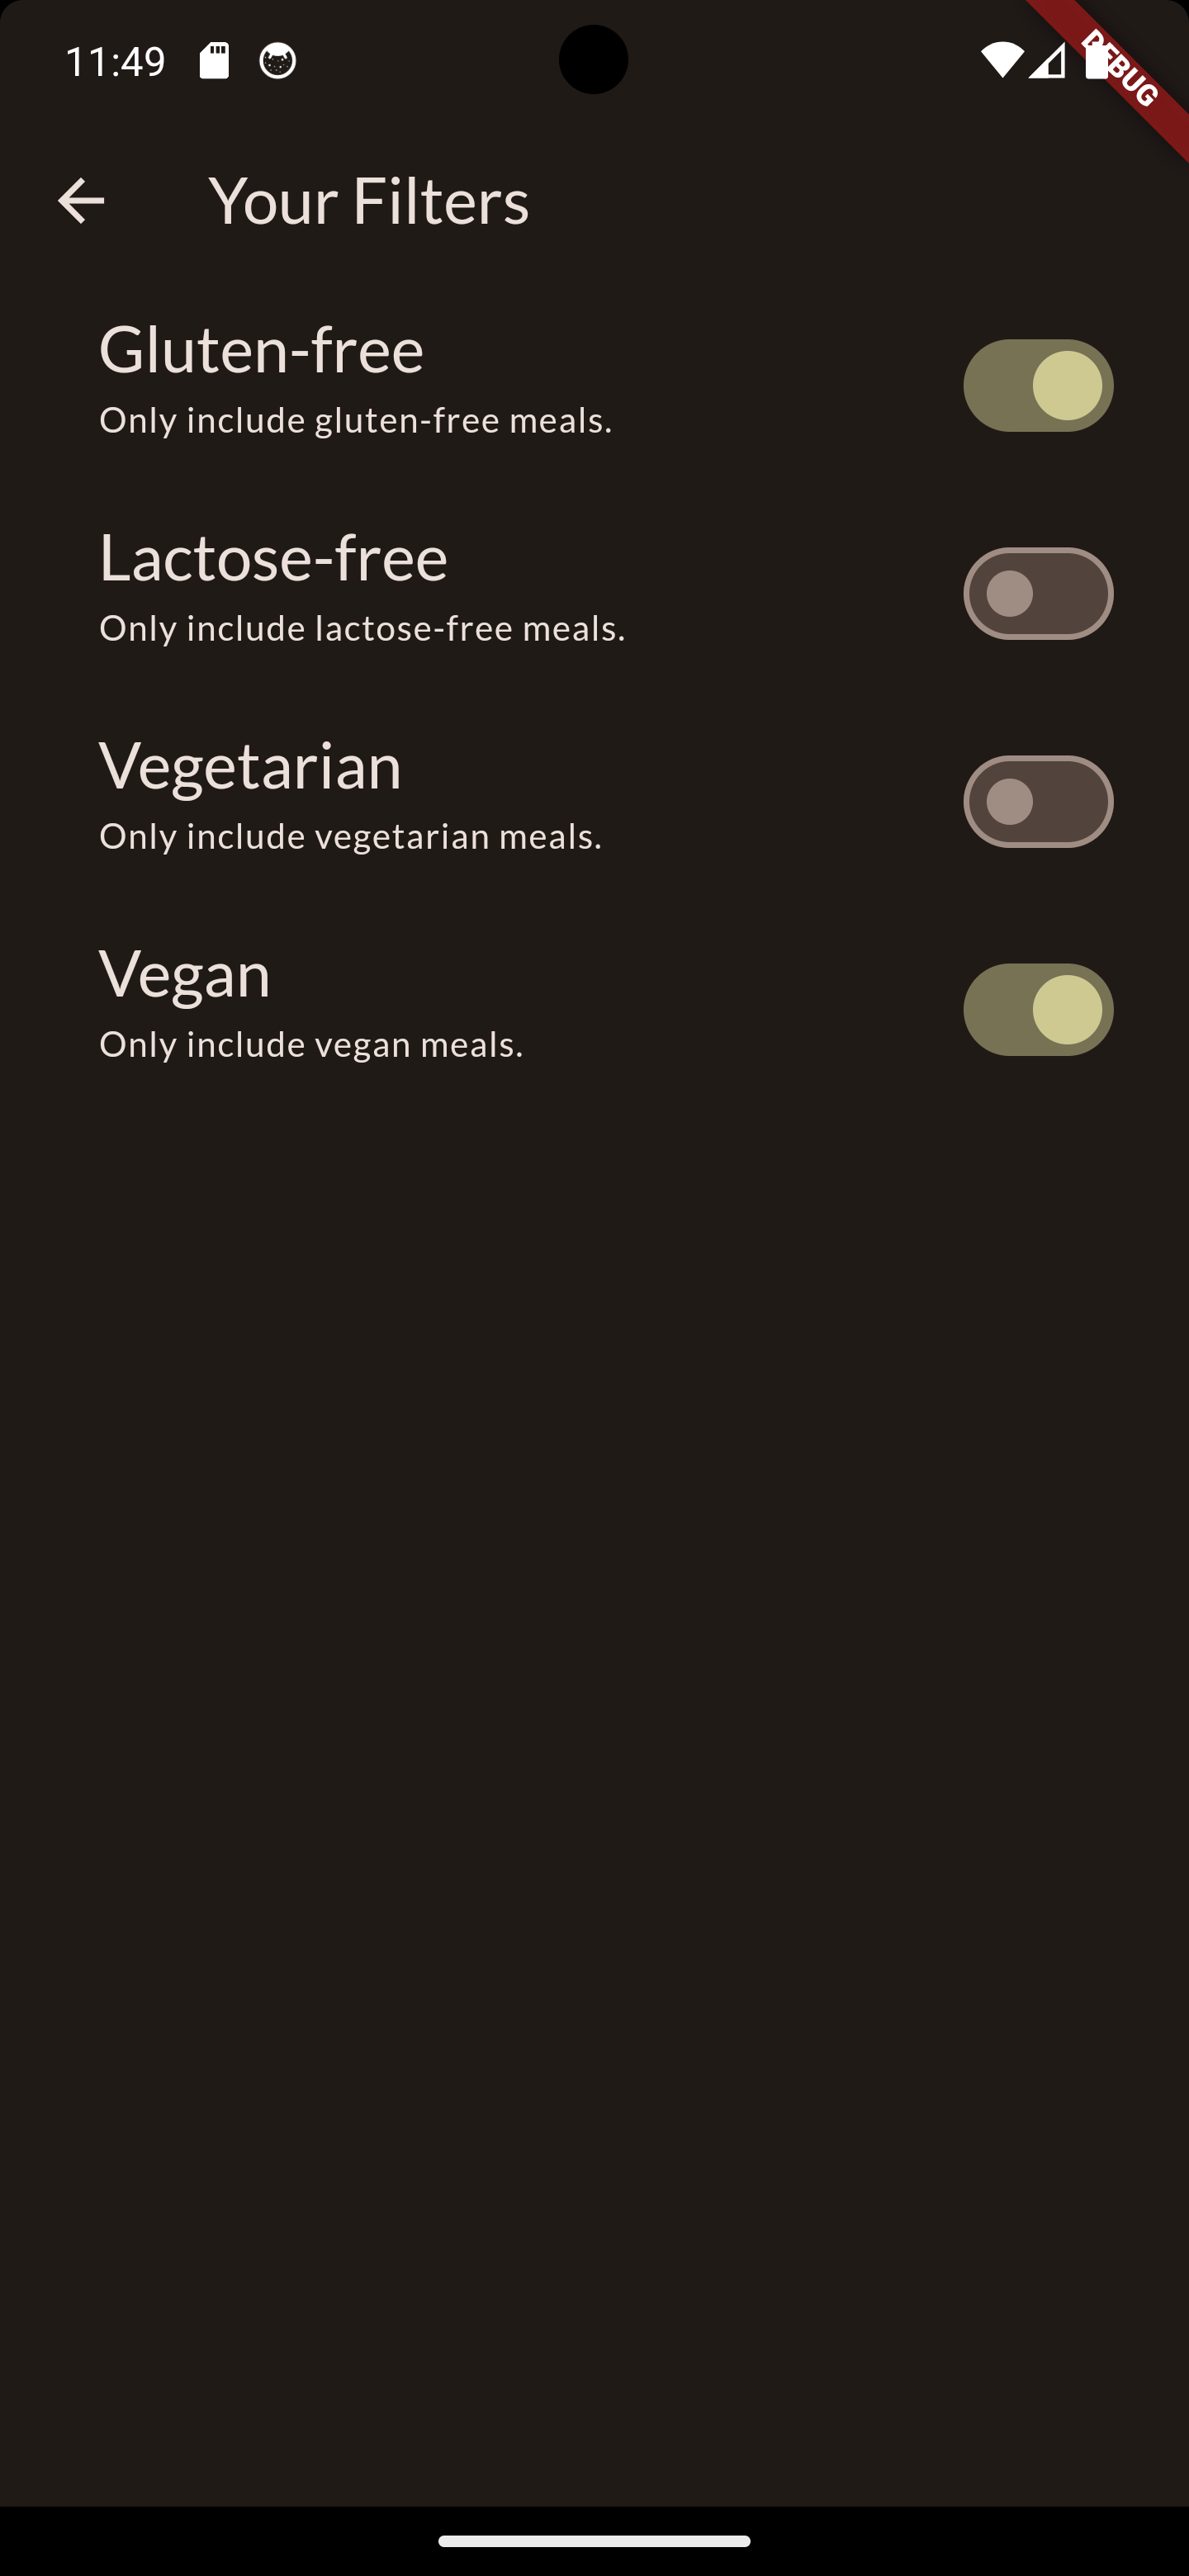 11:49
DEBUG
Your Filters
Gluten-free
Only include gluten-free meals.
Lactose-free
Only include lactose-free meals.
Vegetarian
Only include vegetarian meals.
Vegan
Only include vegan meals.